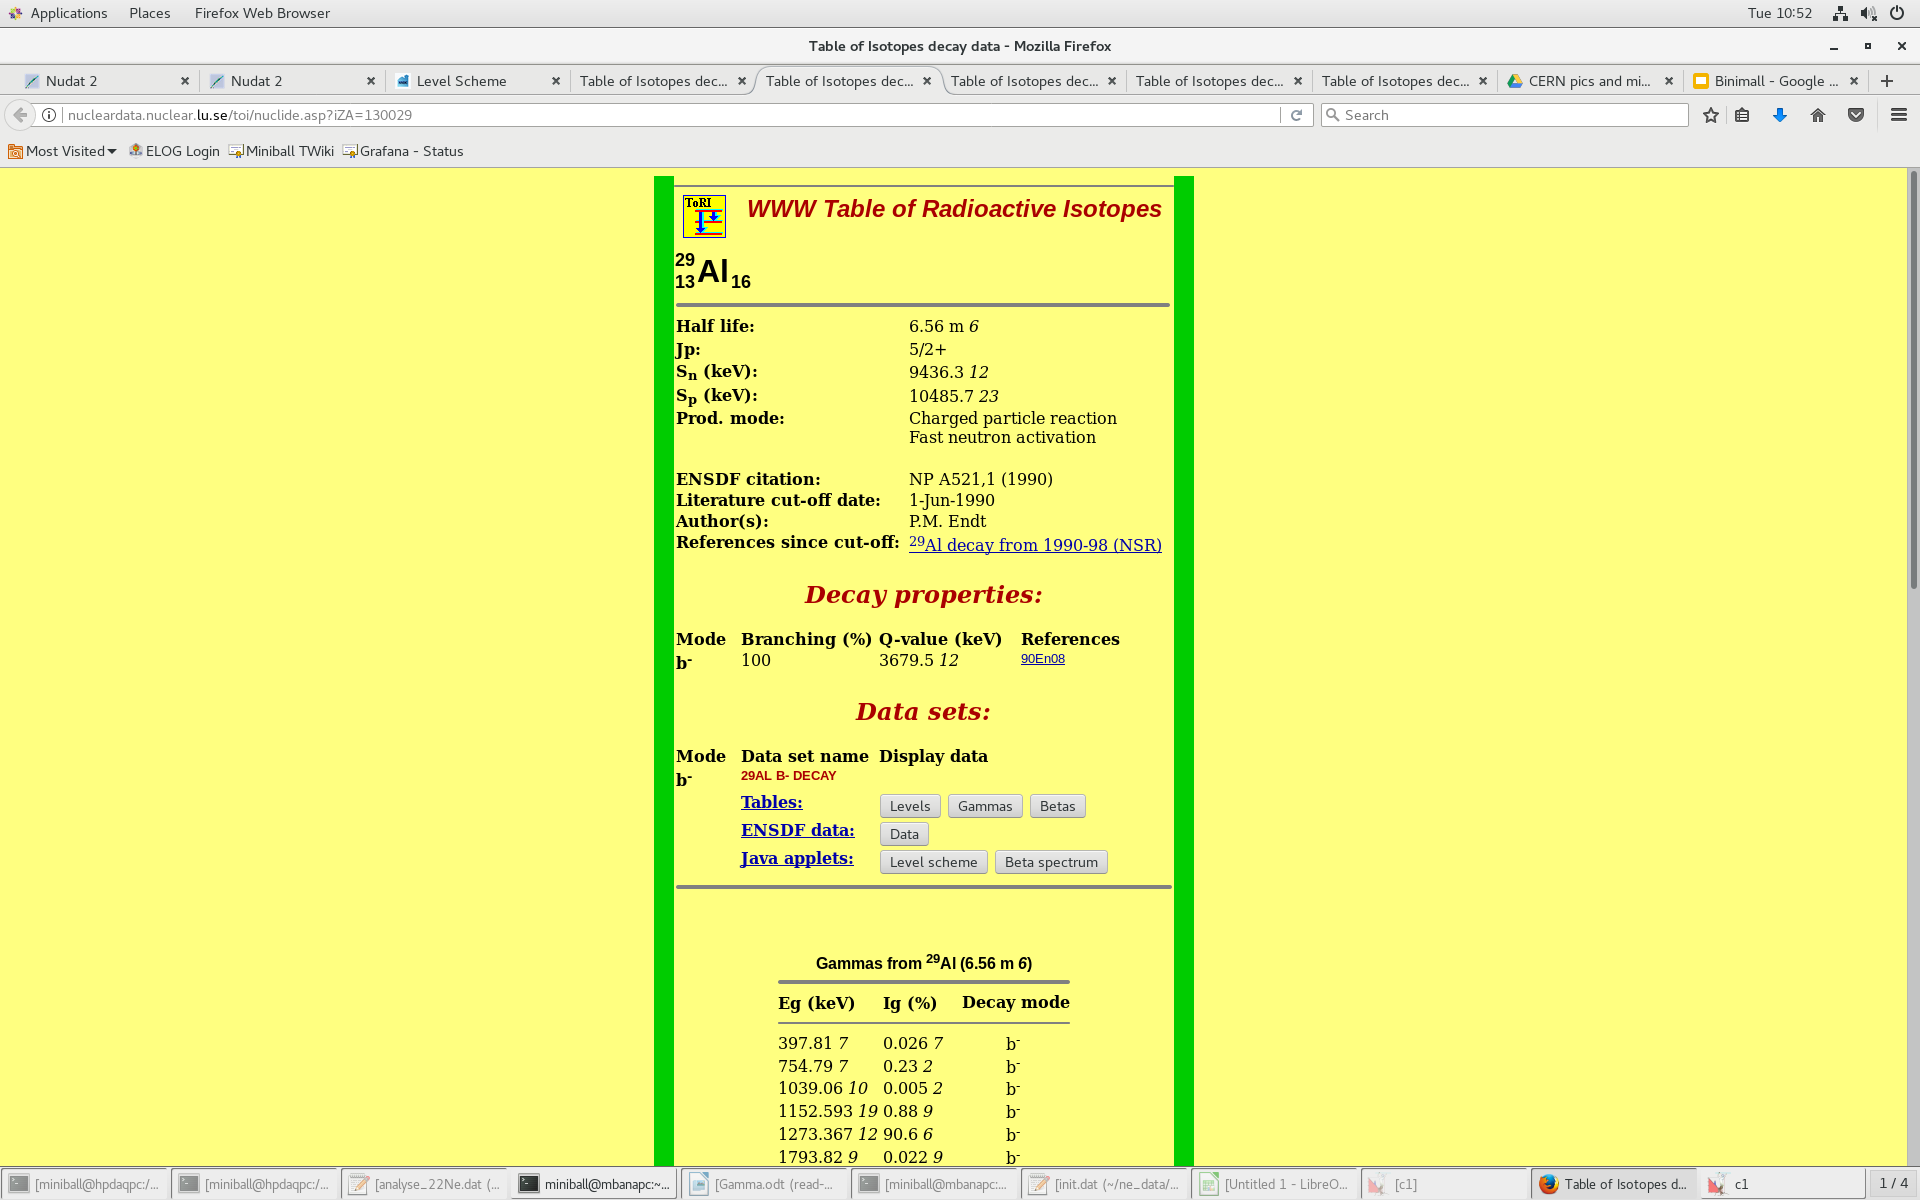 Applications Places Firefox Web Browser Tue 10:52
Table of Isotopes decay data - Mozilla Firefox
Nudat 2 Nudat 2 Level Scheme Table of Isotopes dec... Table of Isotopes dec... Table of Isotopes dec... Table of Isotopes dec... Table of Isotopes dec... CERN pics and mi... Binimall - Google ...
nucleardata.nuclear.lu.se/toi/nuclide.asp?iZA=130029 Search
Most Visited ELOG Login Miniball TWiki Grafana - Status
ToRI WWW Table of Radioactive Isotopes
29
13 Al 16
Half life: 6.56 m 6
Jp: 5/2+
Sn (keV): 9436.3 12
Sp (keV): 10485.7 23
Prod. mode: Charged particle reaction
Fast neutron activation
ENSDF citation: NP A521,1 (1990)
Literature cut-off date: 1-Jun-1990
Author(s): P.M. Endt
References since cut-off: 29Al decay from 1990-98 (NSR)
Decay properties:
Mode Branching (%) Q-value (keV) References
b- 100 3679.5 12 90En08
Data sets:
Mode Data set name Display data
b- 29AL B- DECAY
Tables: Levels Gammas Betas
ENSDF data: Data
Java applets: Level scheme Beta spectrum
Gammas from 29Al (6.56 m 6)
Eg (keV) Ig (%) Decay mode
397.81 7 0.026 7 b-
754.79 7 0.23 2 b-
1039.06 10 0.005 2 b-
1152.593 19 0.88 9 b-
1273.367 12 90.6 6 b-
1793.82 9 0.022 9 b-
[miniball@hpdaqpc:/... [miniball@hpdaqpc:/... [analyse_22Ne.dat (... miniball@mbanapc:~... [Gamma.odt (read-... [miniball@mbanapc:... [init.dat (~/ne_data/... [Untitled 1 - LibreO... [c1] Table of Isotopes d... c1 1 / 4